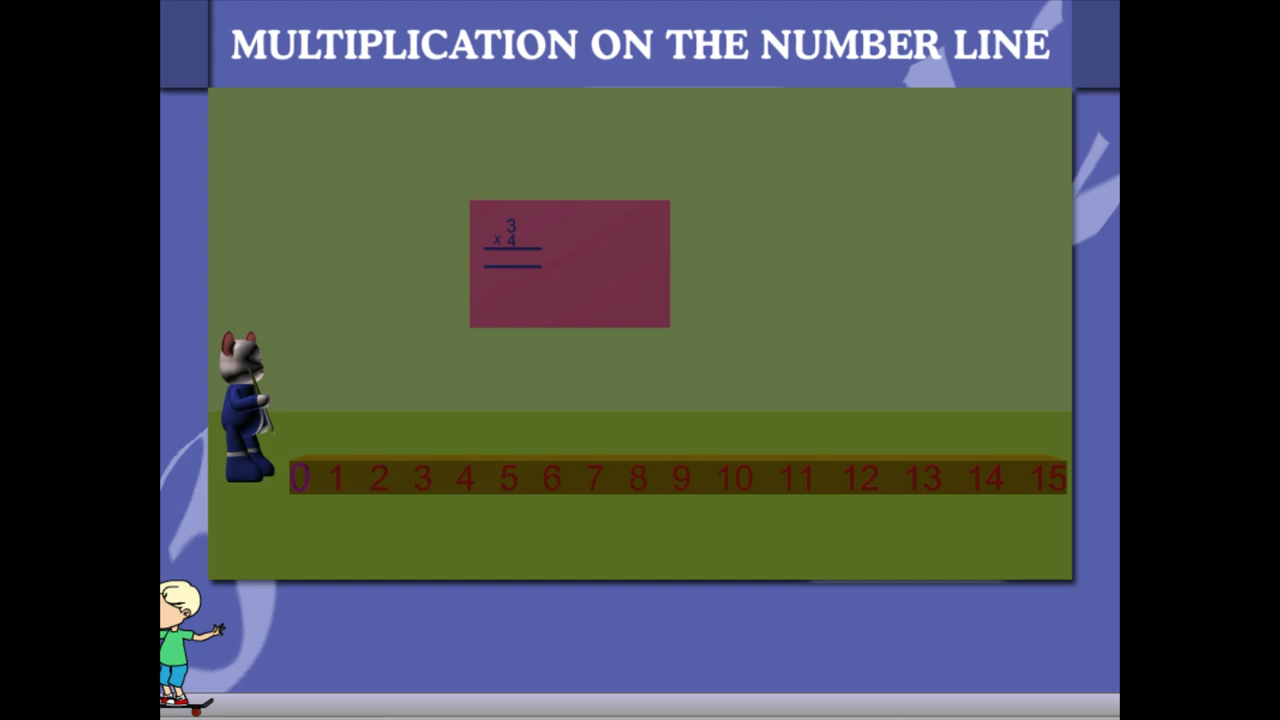 MULTIPLICATION ON THE NUMBER LINE
3
x 4
0 1 2 3 4 5 6 7 8 9 10 11 12 13 14 15